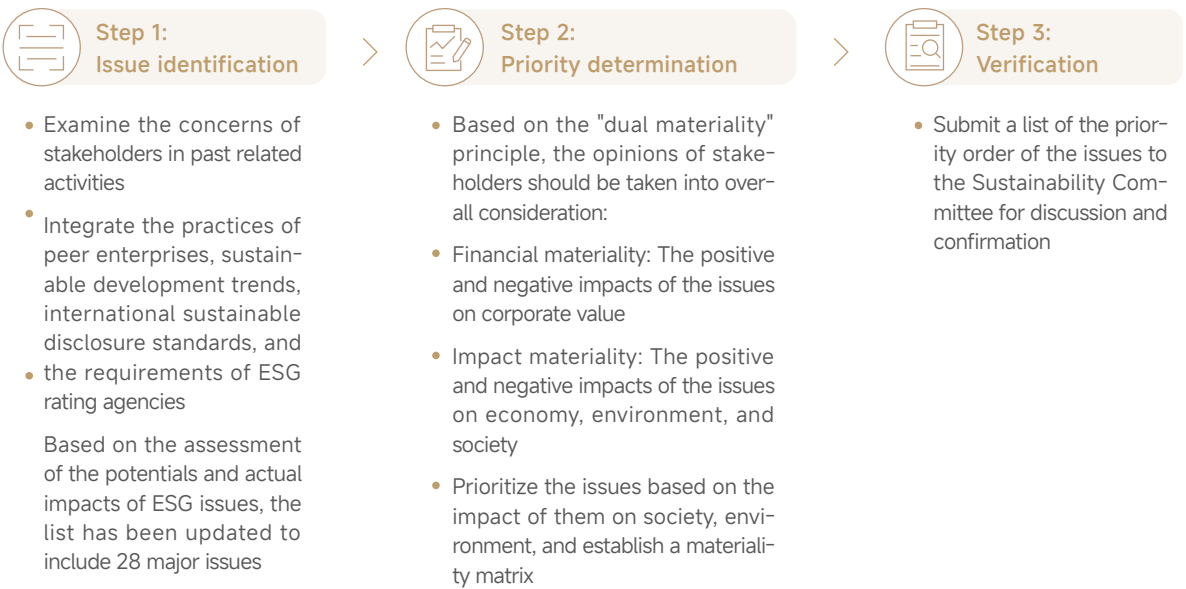 Step 1:
Issue identification
• Examine the concerns of
stakeholders in past related
activities
• Integrate the practices of
peer enterprises, sustain-
able development trends,
international sustainable
disclosure standards, and
• the requirements of ESG
rating agencies
Based on the assessment
of the potentials and actual
impacts of ESG issues, the
list has been updated to
include 28 major issues
Step 2:
Priority determination
• Based on the "dual materiality"
principle, the opinions of stake-
holders should be taken into over-
all consideration:
• Financial materiality: The positive
and negative impacts of the issues
on corporate value
• Impact materiality: The positive
and negative impacts of the issues
on economy, environment, and
society
• Prioritize the issues based on the
impact of them on society, envi-
ronment, and establish a materiali-
ty matrix
Step 3:
Verification
• Submit a list of the prior-
ity order of the issues to
the Sustainability Com-
mittee for discussion and
confirmation